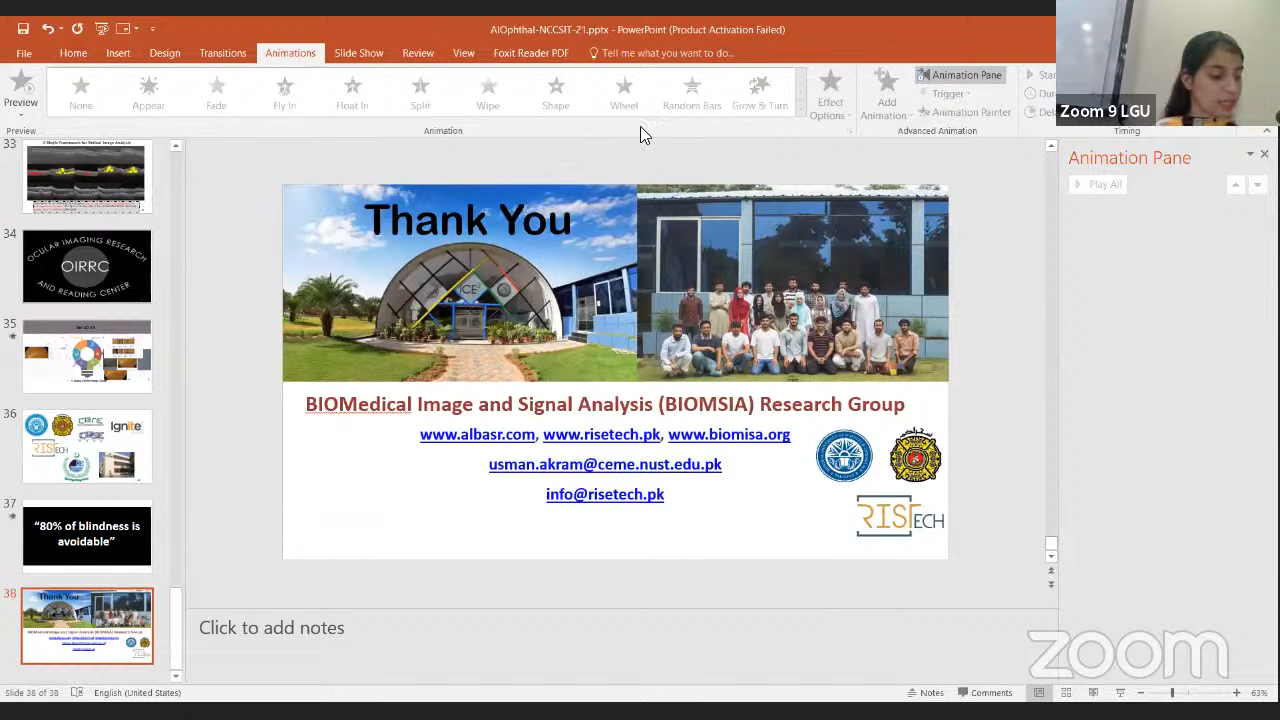 AIOphthal-NCCSIT-21.pptx - PowerPoint (Product Activation Failed)
File Home Insert Design Transitions Animations Slide Show Review View Foxit Reader PDF Tell me what you want to do...
Preview None Appear Fade Fly In Float In Split Wipe Shape Wheel Random Bars Grow & Turn
Effect Options
Add Animation
Animation Pane
Trigger
Animation Painter
Preview Animation Advanced Animation Timing
Zoom 9 LGU
Animation Pane
Play All
33
A Simple Framework for Retinal Image Analysis
34
OCULAR IMAGING RESEARCH
OIRRC
AND READING CENTER
35
36
Ignite
37
“80% of blindness is
avoidable”
38
Thank You
Thank You
BIOMedical Image and Signal Analysis (BIOMSIA) Research Group
www.albasr.com, www.risetech.pk, www.biomisa.org
usman.akram@ceme.nust.edu.pk
info@risetech.pk
RISETECH
Click to add notes
zoom
Slide 38 of 38 English (United States) Notes Comments 63%